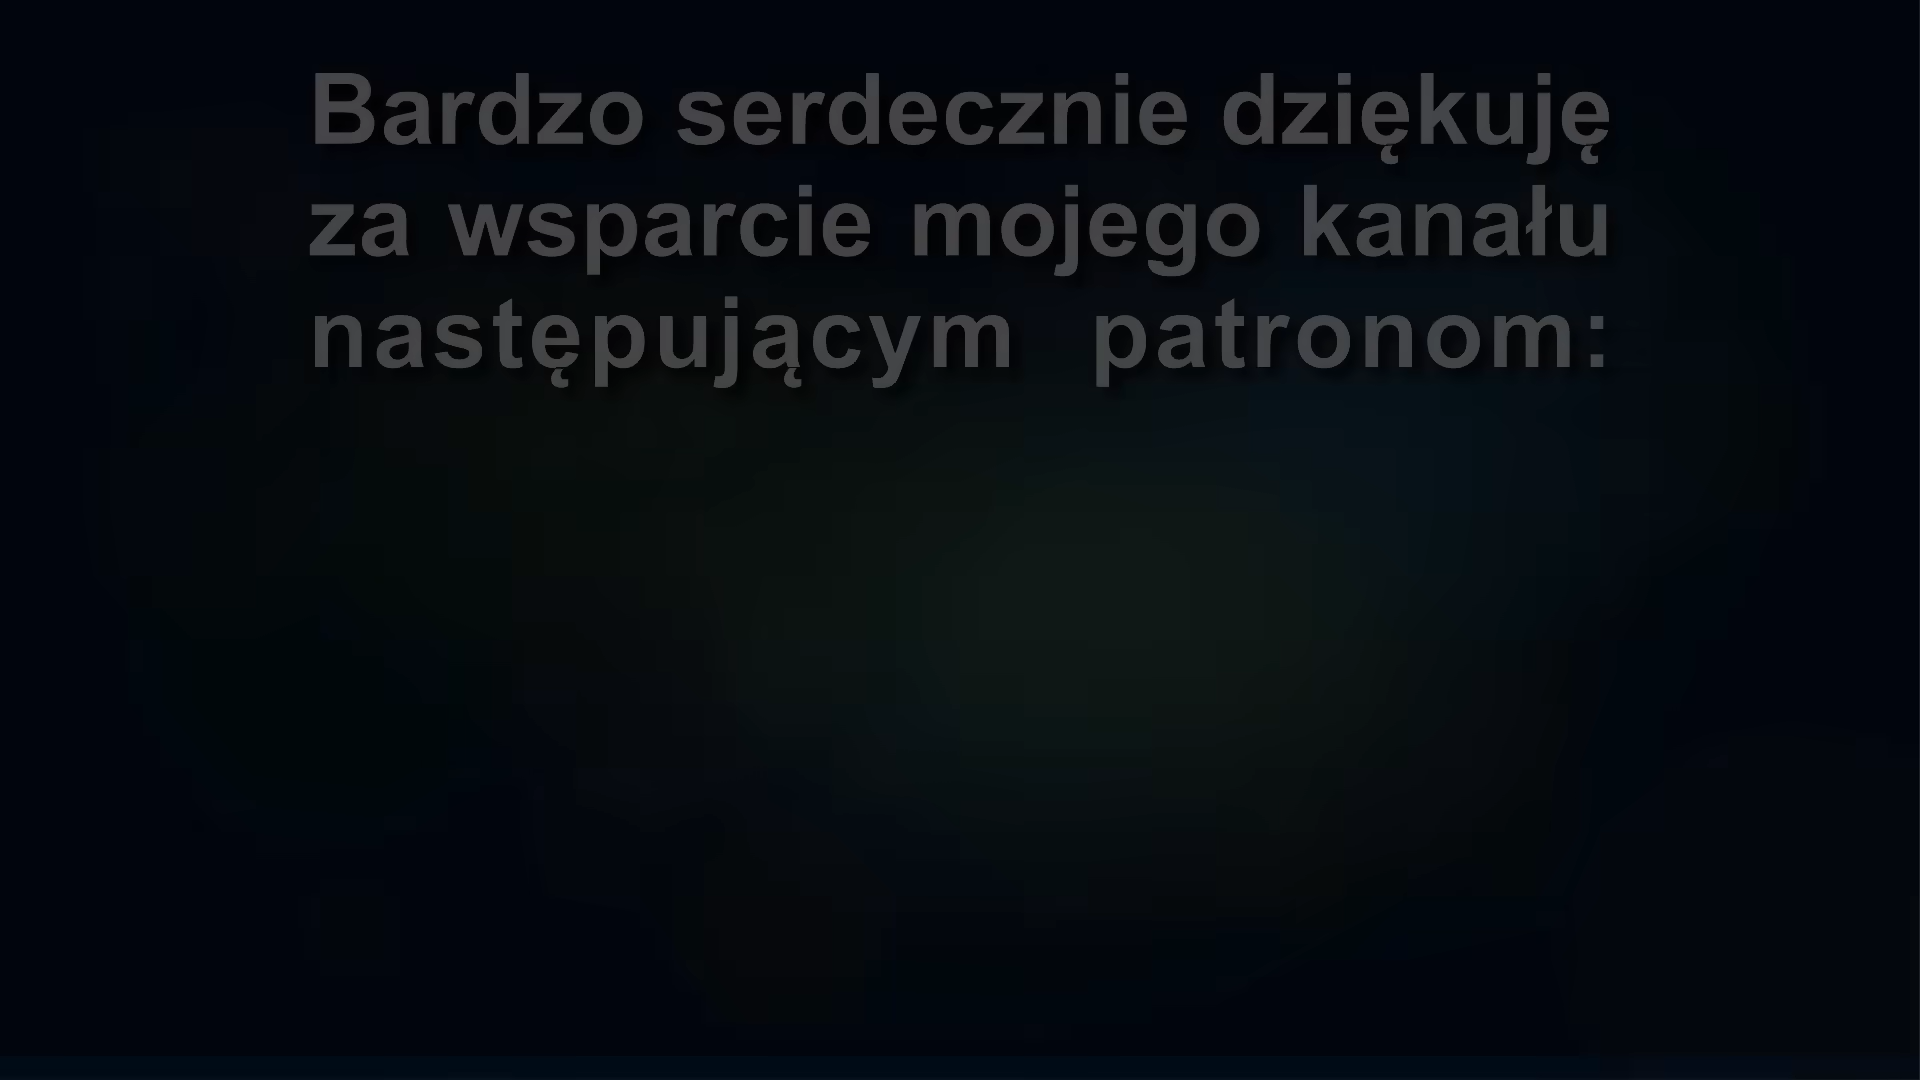 Bardzo serdecznie dziękuję
za wsparcie mojego kanału
następującym patronom: